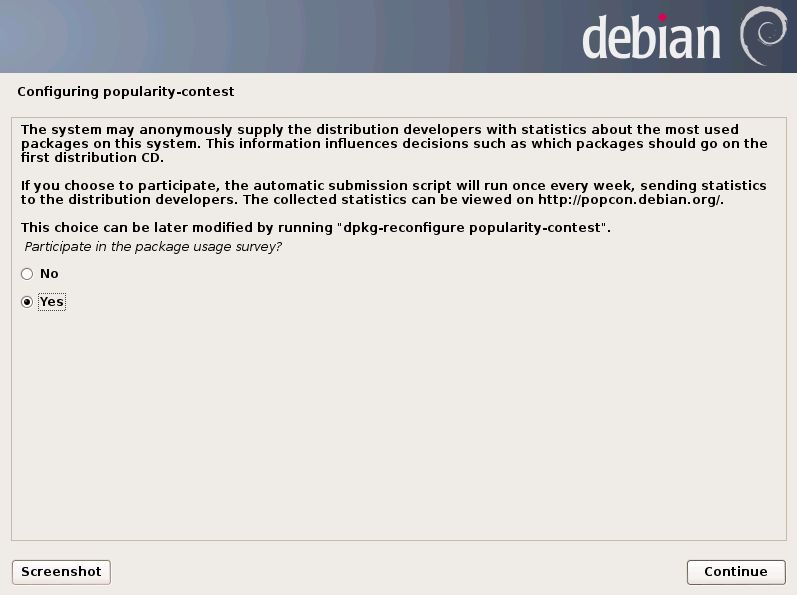 debian
Configuring popularity-contest
The system may anonymously supply the distribution developers with statistics about the most used
packages on this system. This information influences decisions such as which packages should go on the
first distribution CD.
If you choose to participate, the automatic submission script will run once every week, sending statistics
to the distribution developers. The collected statistics can be viewed on http://popcon.debian.org/.
This choice can be later modified by running "dpkg-reconfigure popularity-contest".
Participate in the package usage survey?
No
Yes
Screenshot
Continue